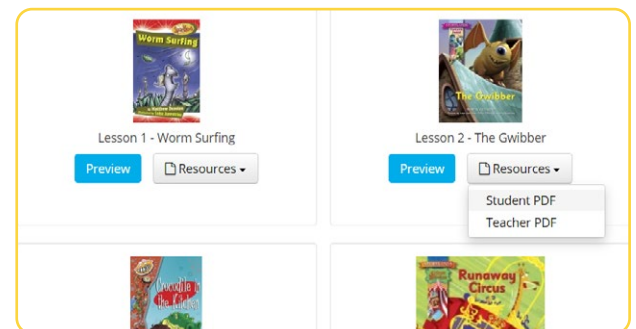 Worm Surfing
The Gwibber
Lesson 1 - Worm Surfing
Lesson 2 - The Gwibber
Preview
Resources
Preview
Resources
Student PDF
Teacher PDF
Crocodile in
the Kitchen
Runaway
Circus